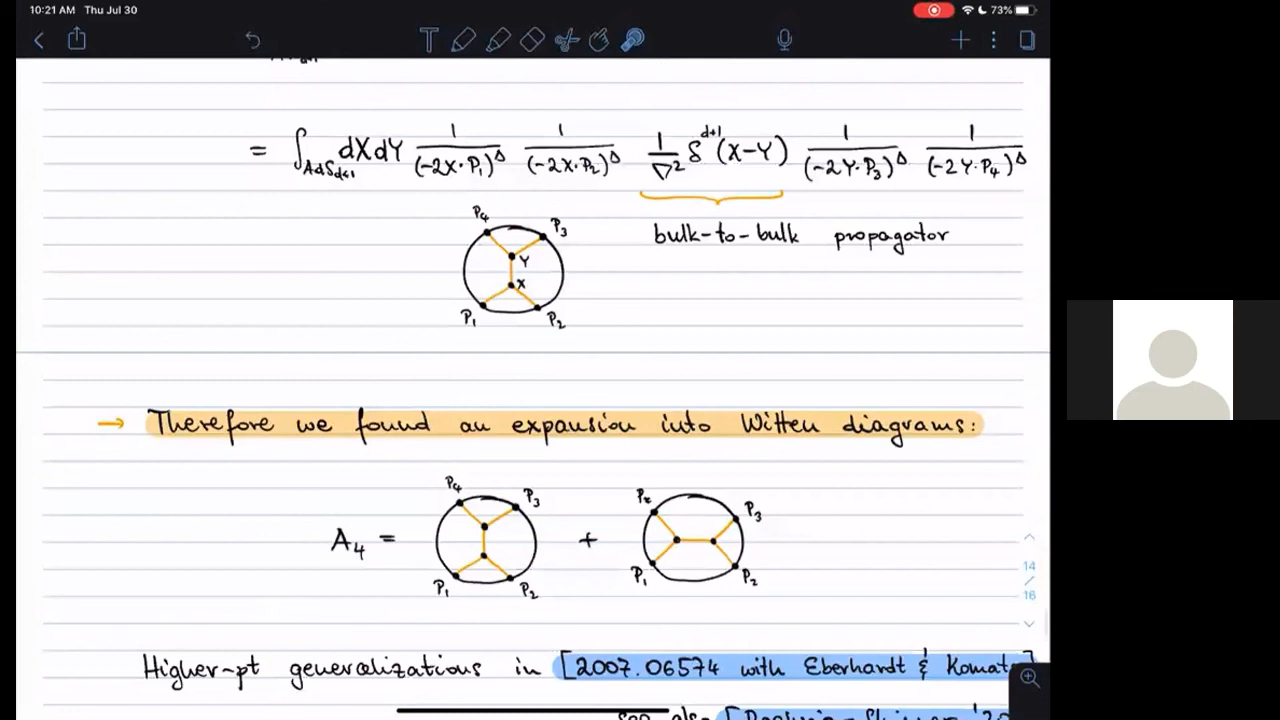 10:21 AM Thu Jul 30
73%
= ∫_{AdS_{d+1}} dX dY 1/(-2X·P₁)^Δ 1/(-2X·P₂)^Δ 1/∇² δ^{d+1}(X-Y) 1/(-2Y·P₃)^Δ 1/(-2Y·P₄)^Δ
bulk-to-bulk propagator
P₄ P₃
Y
X
P₁ P₂
→ Therefore we found an expansion into Witten diagrams:
P₄ P₃ P₄ P₃
A₄ = +
P₁ P₂ P₁ P₂
14
/
16
Higher-pt generalizations in [2007.06574 with Eberhardt &
see also